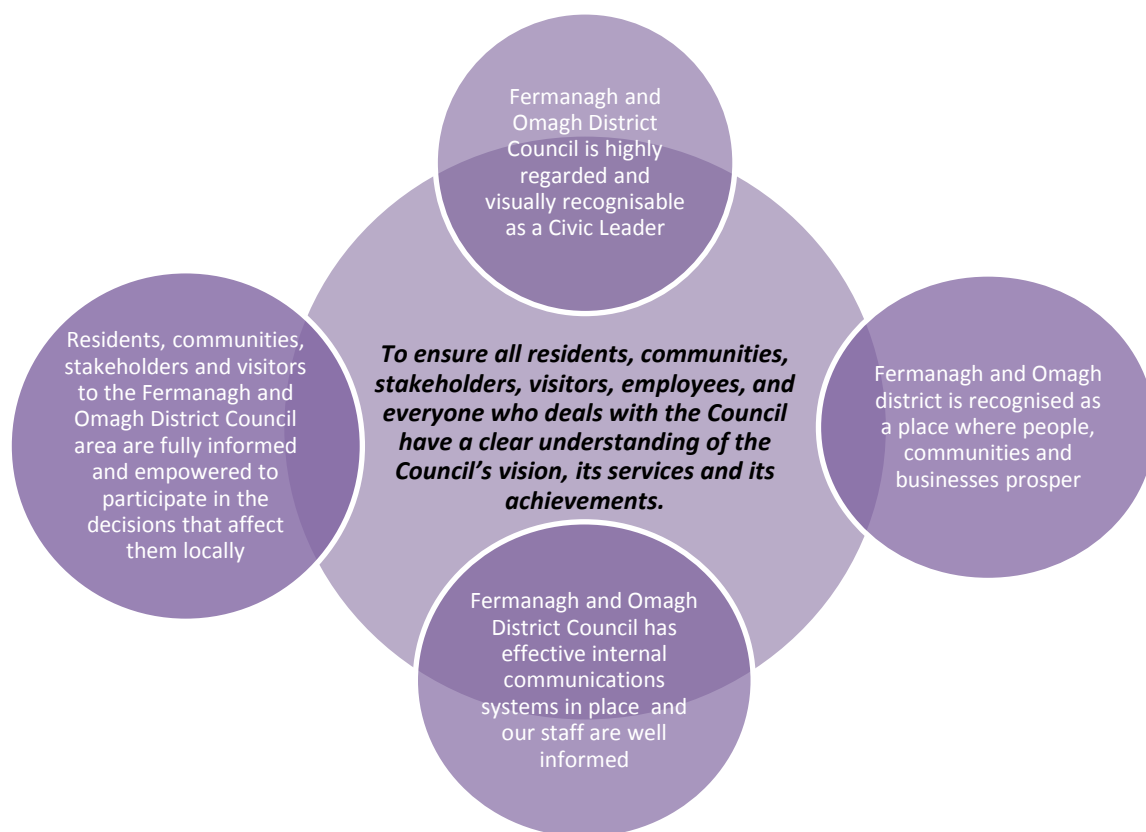 Fermanagh and
Omagh District
Council is highly
regarded and
visually recognisable
as a Civic Leader
Residents, communities,
stakeholders and visitors
to the Fermanagh and
Omagh District Council
area are fully informed
and empowered to
participate in the
decisions that affect
them locally
To ensure all residents, communities,
stakeholders, visitors, employees, and
everyone who deals with the Council
have a clear understanding of the
Council’s vision, its services and its
achievements.
Fermanagh and Omagh
district is recognised as
a place where people,
communities and
businesses prosper
Fermanagh and Omagh
District Council has
effective internal
communications
systems in place and
our staff are well
informed